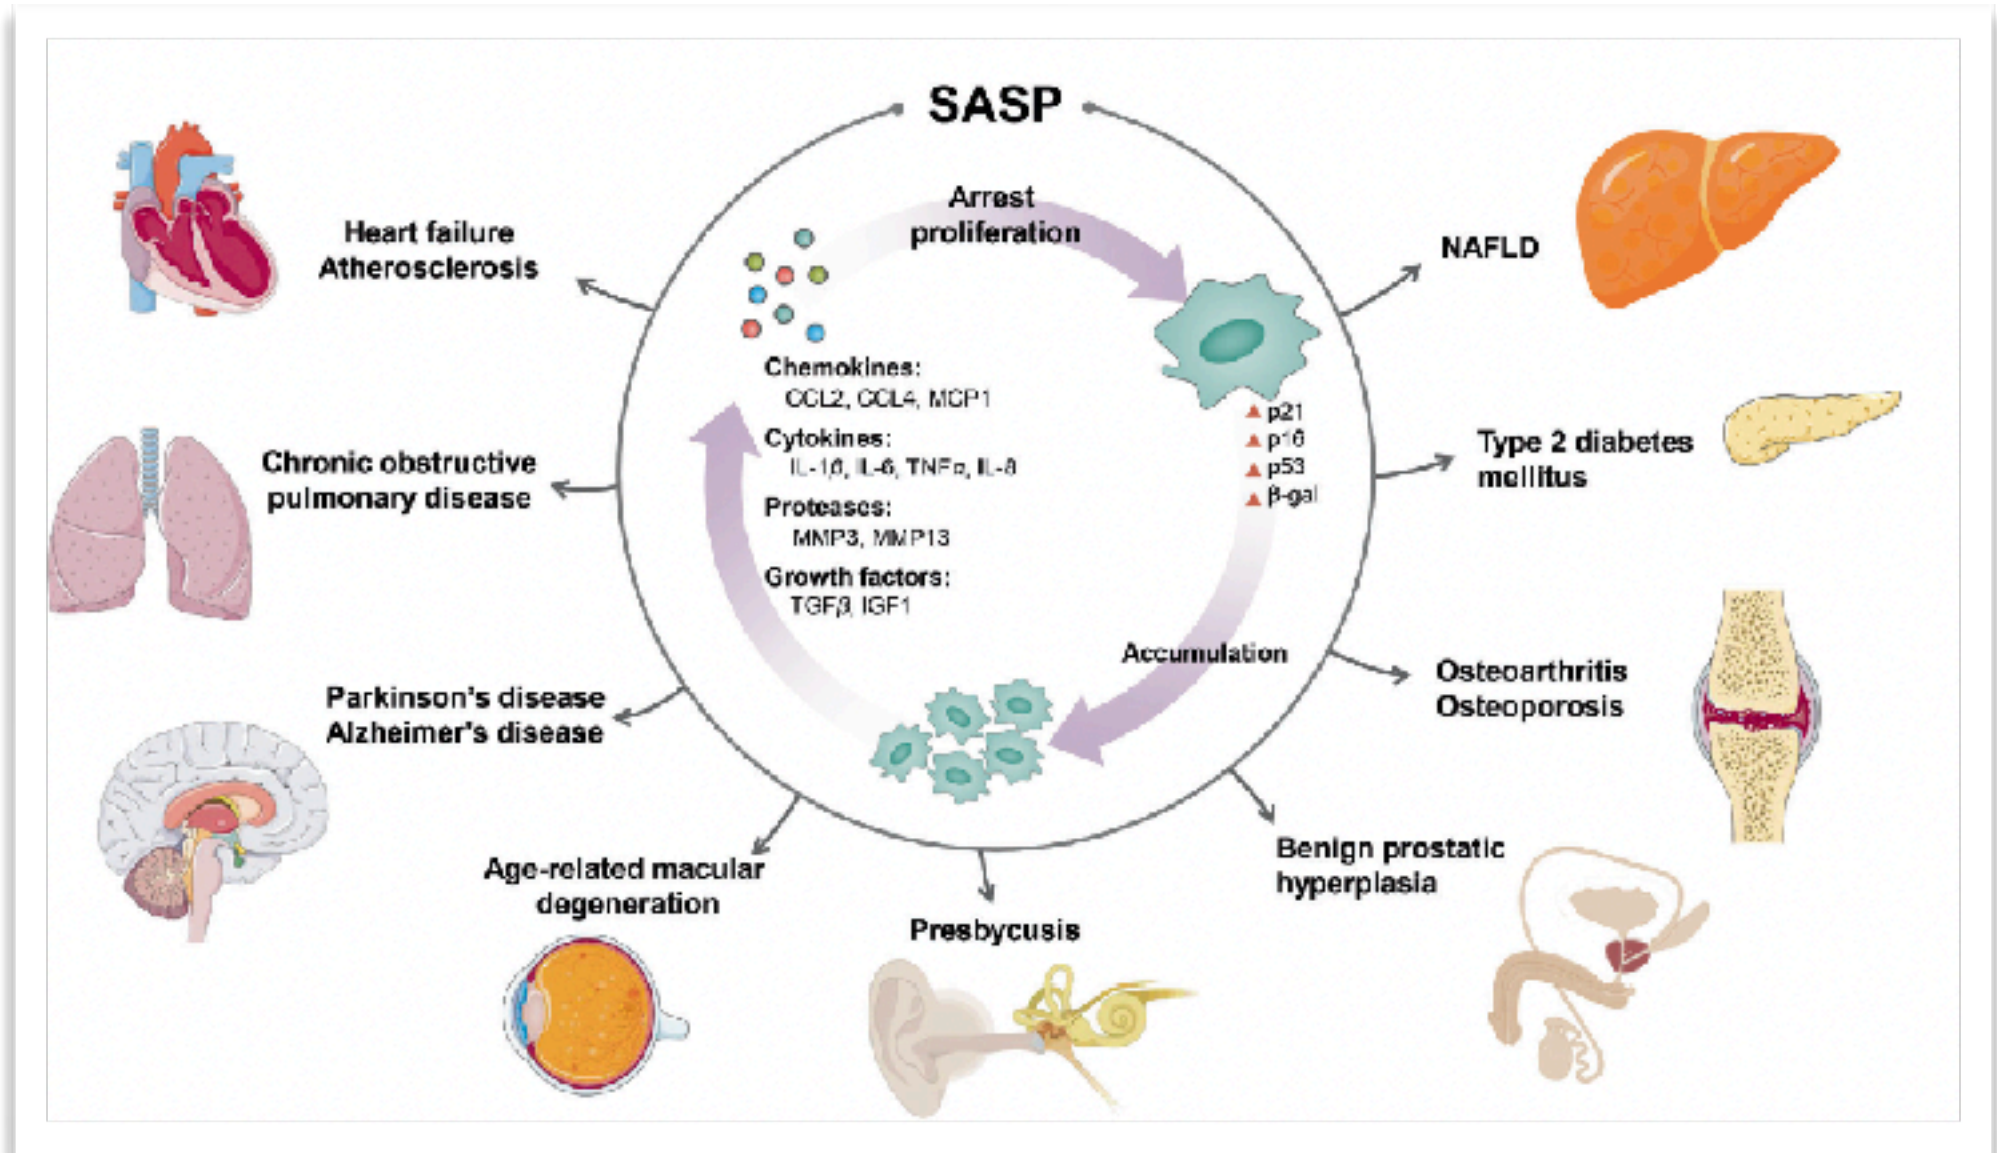 SASP
Arrest
proliferation
Heart failure
Atherosclerosis
NAFLD
Chemokines:
CCL2, CCL4, MCP1
Cytokines:
IL-1β, IL-6, TNFα, IL-8
Proteases:
MMP3, MMP13
Growth factors:
TGFβ, IGF1
p21
p16
p53
β-gal
Type 2 diabetes
mellitus
Chronic obstructive
pulmonary disease
Accumulation
Osteoarthritis
Osteoporosis
Parkinson's disease
Alzheimer's disease
Benign prostatic
hyperplasia
Age-related macular
degeneration
Presbycusis